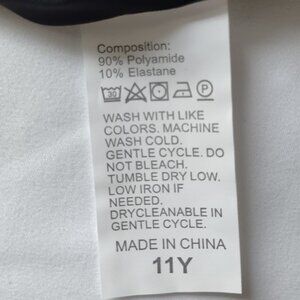 Composition:
90% Polyamide
10% Elastane
30 P
WASH WITH LIKE
COLORS. MACHINE
WASH COLD.
GENTLE CYCLE. DO
NOT BLEACH.
TUMBLE DRY LOW.
LOW IRON IF
NEEDED.
DRYCLEANABLE IN
GENTLE CYCLE.
MADE IN CHINA
11Y